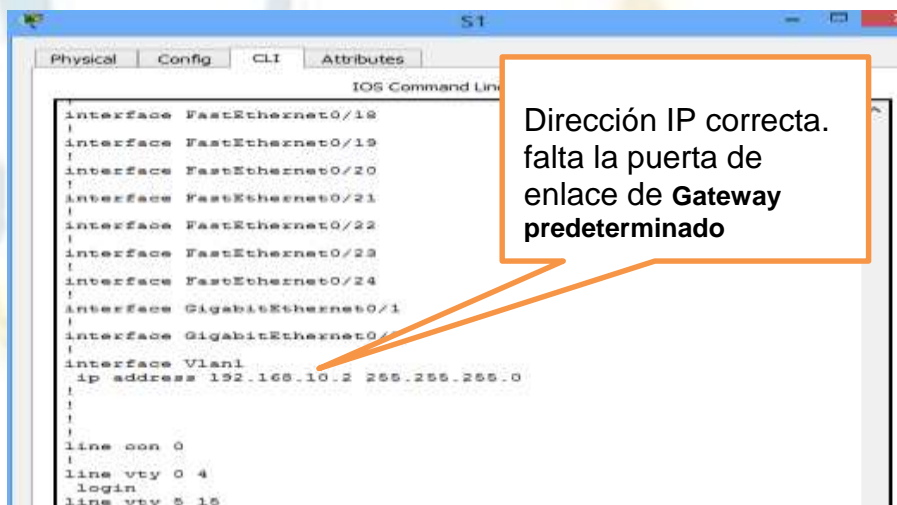 S1
Physical Config CLI Attributes
IOS Command Lin
interface FastEthernet0/18
!
interface FastEthernet0/19
!
interface FastEthernet0/20
!
interface FastEthernet0/21
!
interface FastEthernet0/22
!
interface FastEthernet0/23
!
interface FastEthernet0/24
!
interface GigabitEthernet0/1
!
interface GigabitEthernet0/
!
interface Vlan1
ip address 192.168.10.2 255.255.255.0
!
!
!
!
line con 0
!
line vty 0 4
login
line vty 5 15
Dirección IP correcta.
falta la puerta de
enlace de Gateway
predeterminado